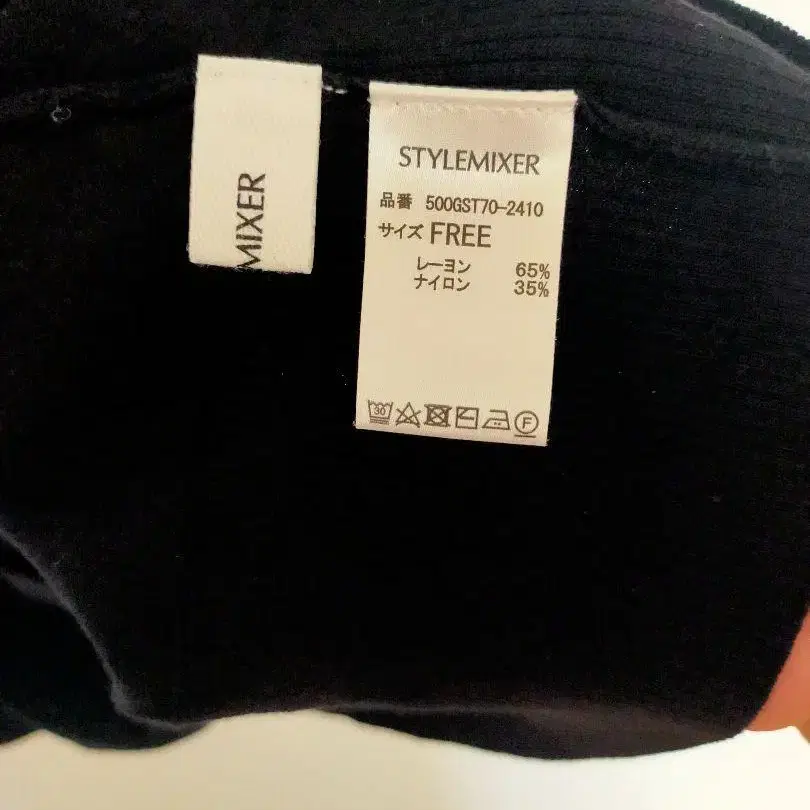 MIXER
STYLEMIXER
品番 500GST70-2410
サイズ FREE
レーヨン 65%
ナイロン 35%
30
F